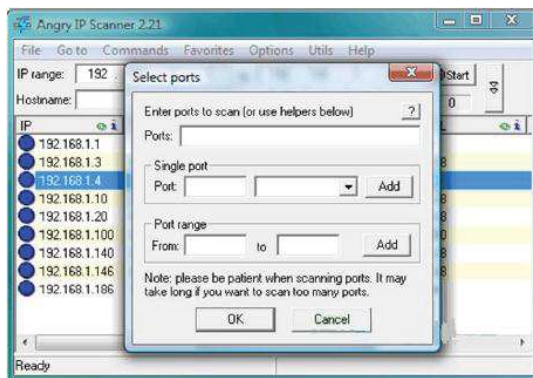 Angry IP Scanner 2.21
File Go to Commands Favorites Options Utils Help
IP range: 192 . Start
Hostname: 0
Select ports
Enter ports to scan (or use helpers below) ?
Ports:
Single port
Port: Add
Port range
From: to Add
Note: please be patient when scanning ports. It may
take long if you want to scan too many ports.
OK Cancel
IP
192.168.1.1
192.168.1.3
192.168.1.4
192.168.1.10
192.168.1.20
192.168.1.100
192.168.1.140
192.168.1.146
192.168.1.186
Ready